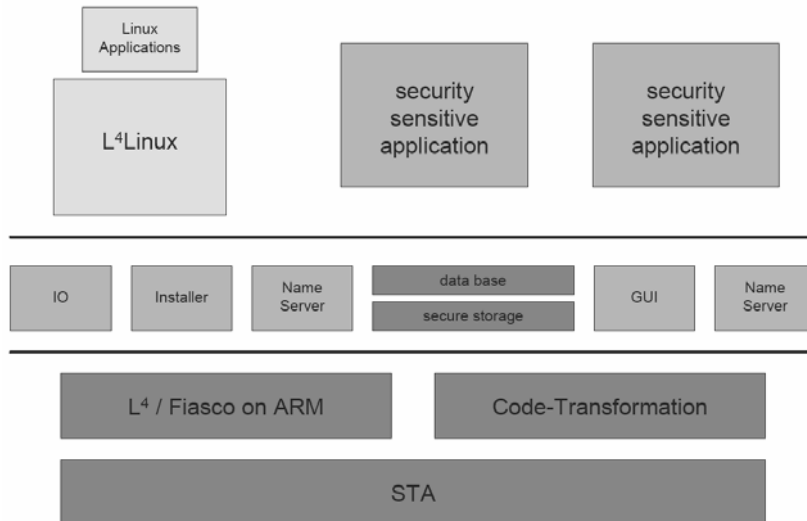 Linux
Applications
L⁴Linux
security
sensitive
application
security
sensitive
application
IO
Installer
Name
Server
data base
secure storage
GUI
Name
Server
L⁴ / Fiasco on ARM
Code-Transformation
STA